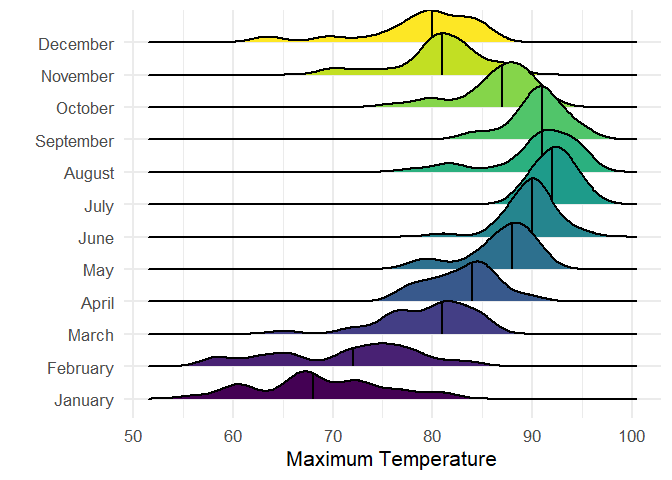 December
November
October
September
August
July
June
May
April
March
February
January
50 60 70 80 90 100
Maximum Temperature